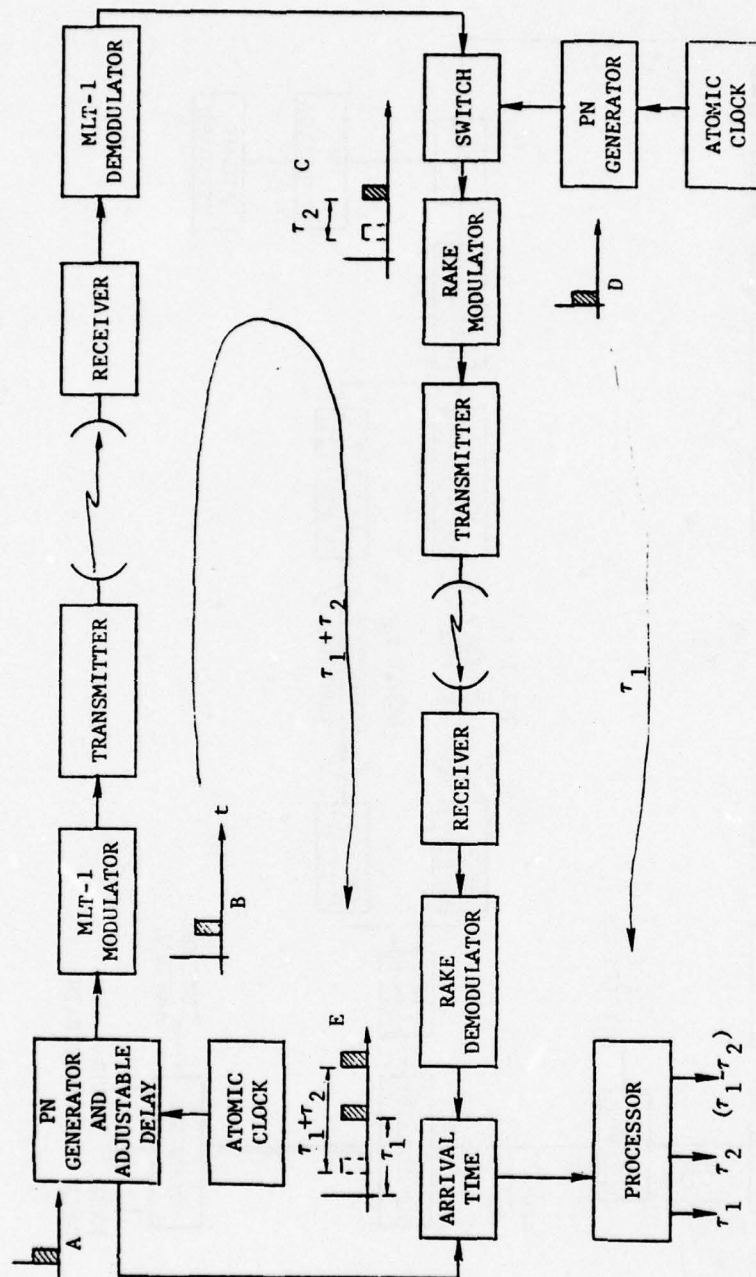 A
PN
GENERATOR
AND
ADJUSTABLE
DELAY
ATOMIC
CLOCK
MLT-1
MODULATOR
TRANSMITTER
RECEIVER
MLT-1
DEMODULATOR
B
t
τ1+τ2
τ2
C
E
τ1+τ2
τ1
ARRIVAL
TIME
RAKE
DEMODULATOR
RECEIVER
TRANSMITTER
RAKE
MODULATOR
SWITCH
PROCESSOR
τ1 τ2 (τ1-τ2)
τ1
D
PN
GENERATOR
ATOMIC
CLOCK